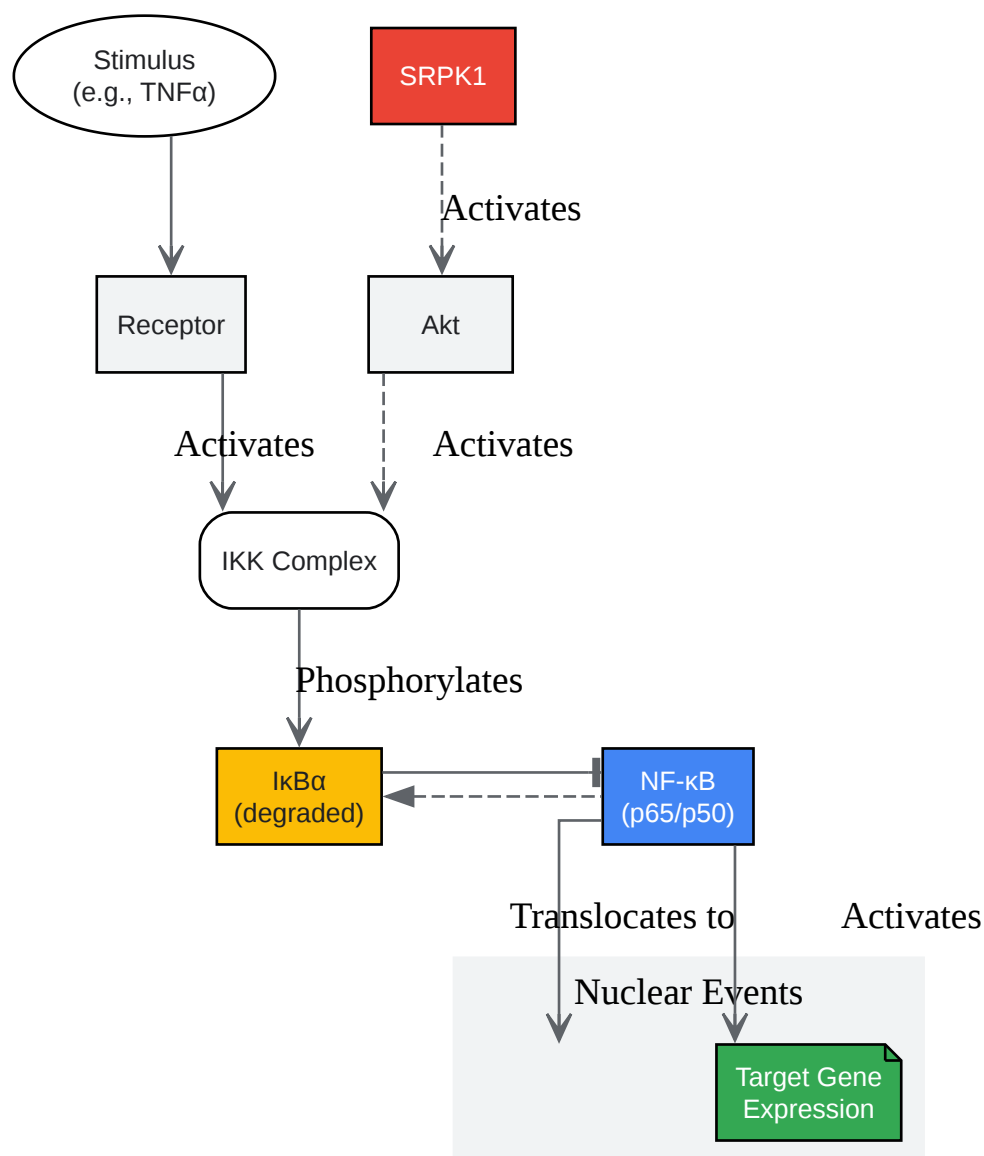 Stimulus
(e.g., TNFα)
SRPK1
Activates
Receptor
Akt
Activates
Activates
IKK Complex
Phosphorylates
IκBα
(degraded)
NF-κB
(p65/p50)
Translocates to
Activates
Nuclear Events
Target Gene
Expression